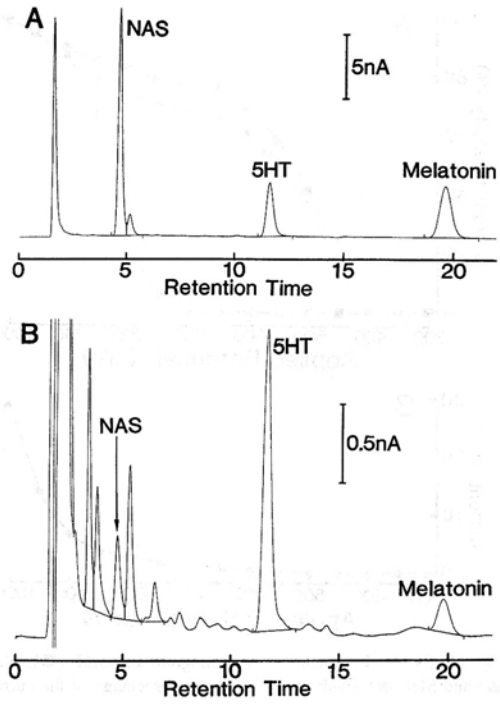 A
NAS
5nA
5HT
Melatonin
0 5 10 15 20
Retention Time
B
5HT
NAS
0.5nA
Melatonin
0 5 10 15 20
Retention Time